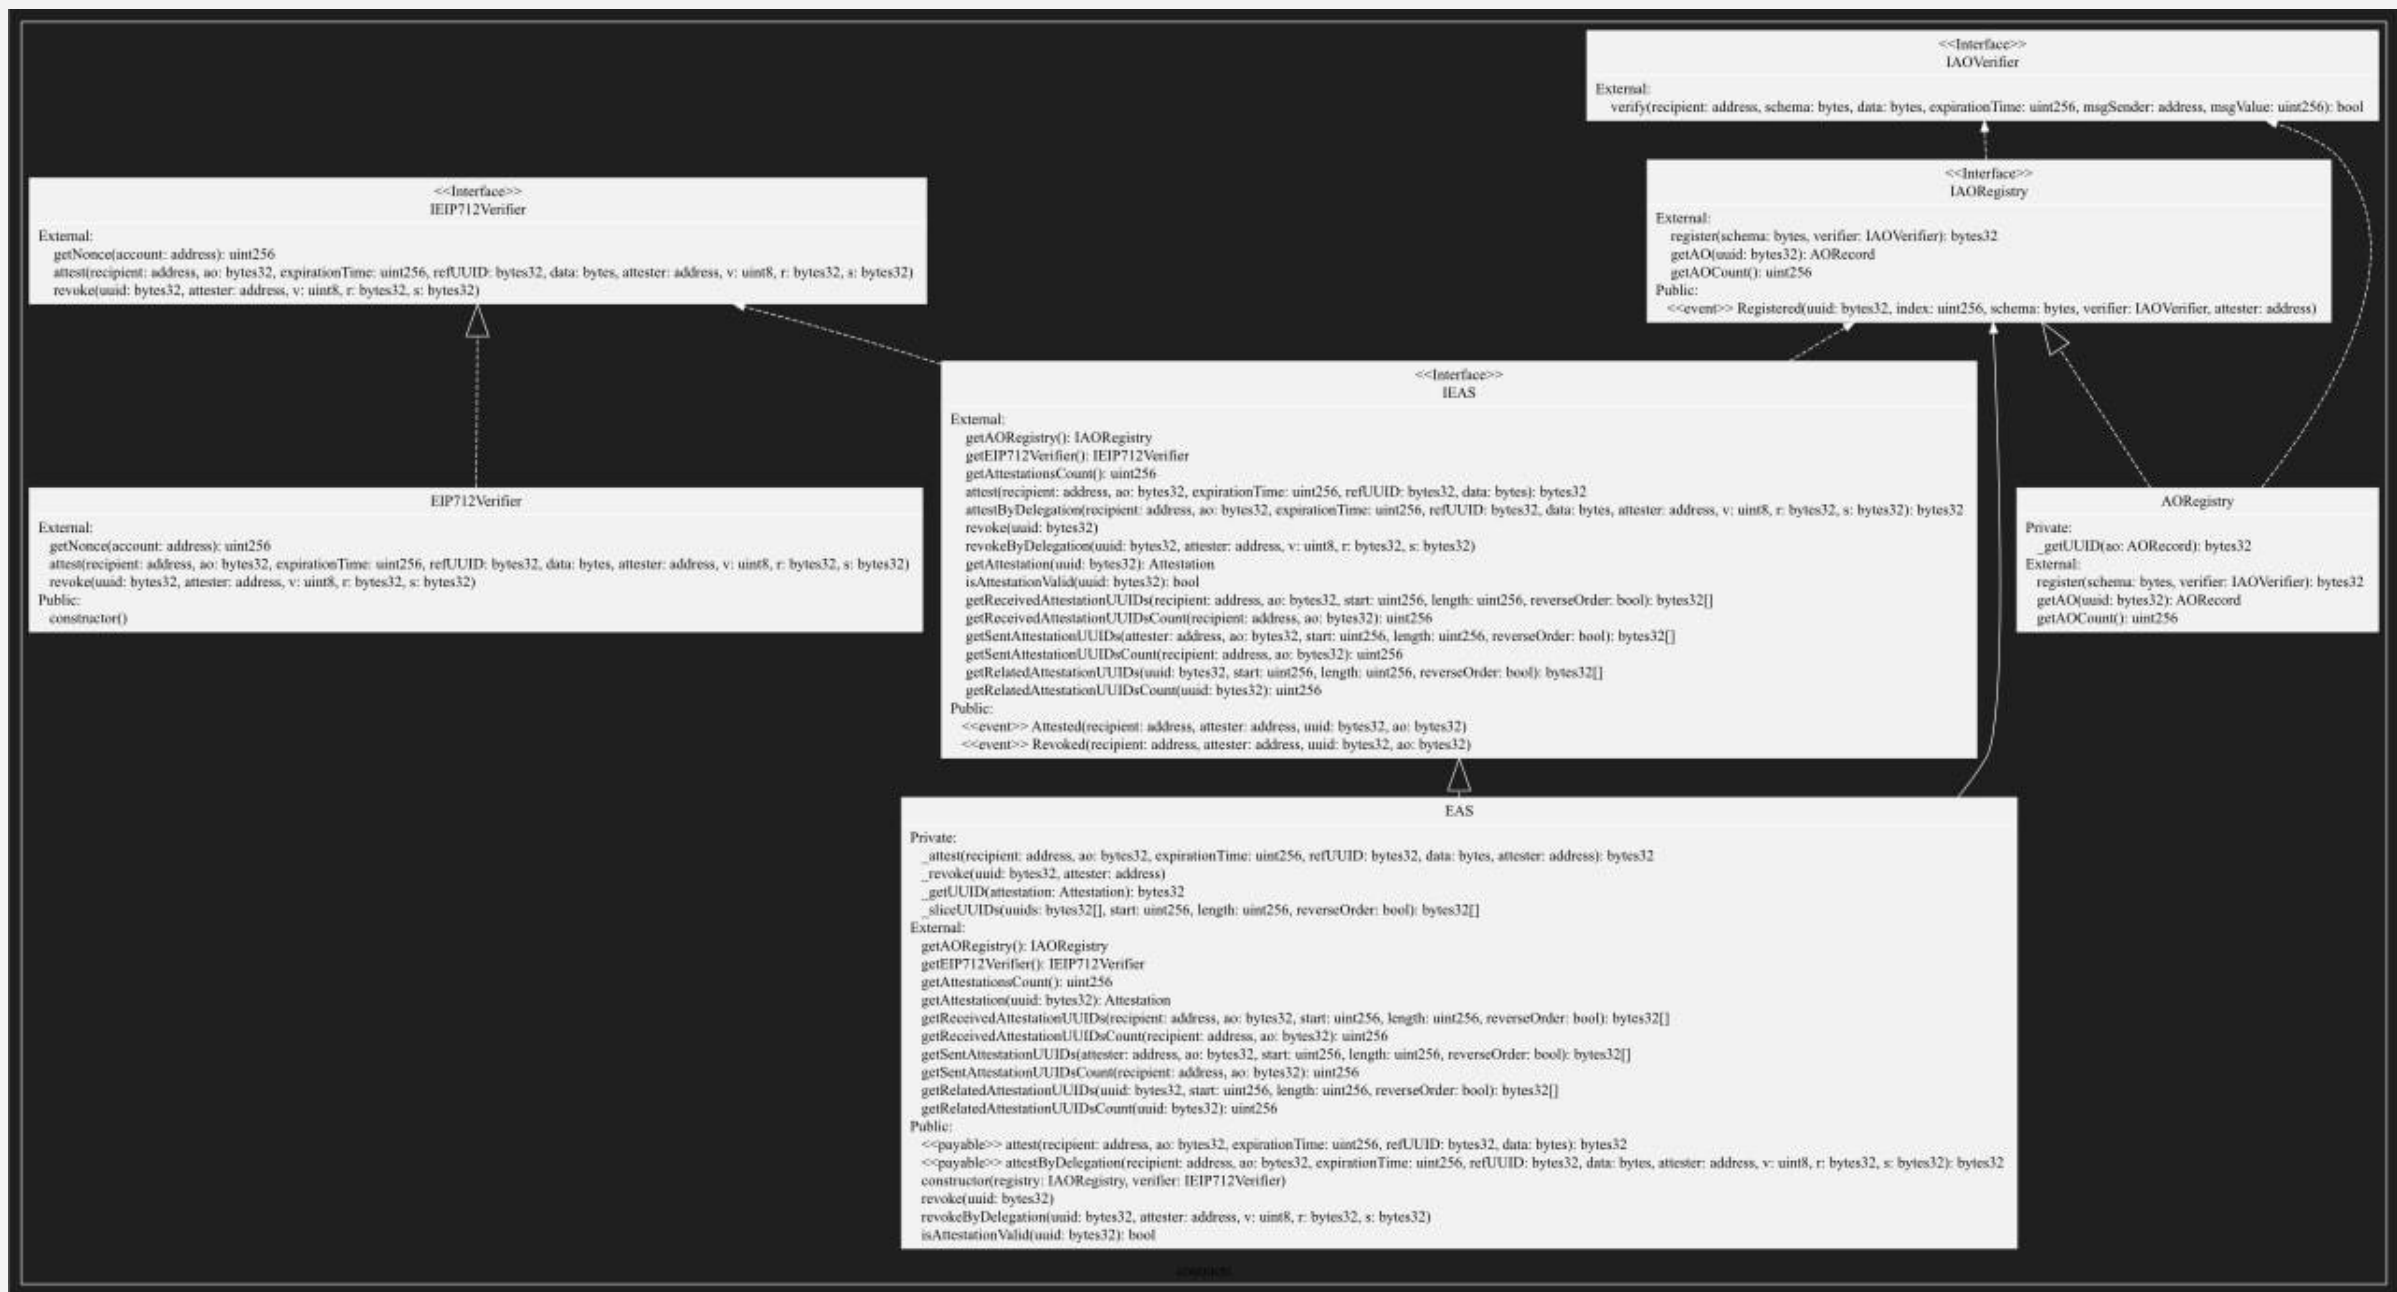 <<Interface>>
IAOVerifier
External:
verify(recipient: address, schema: bytes, data: bytes, expirationTime: uint256, msgSender: address, msgValue: uint256): bool
<<Interface>>
IAORegistry
External:
register(schema: bytes, verifier: IAOVerifier): bytes32
getAO(uuid: bytes32): AORecord
getAOCount(): uint256
Public:
<<event>> Registered(uuid: bytes32, index: uint256, schema: bytes, verifier: IAOVerifier, attester: address)
<<Interface>>
IEIP712Verifier
External:
getNonce(account: address): uint256
attest(recipient: address, ao: bytes32, expirationTime: uint256, refUUID: bytes32, data: bytes, attester: address, v: uint8, r: bytes32, s: bytes32)
revoke(uuid: bytes32, attester: address, v: uint8, r: bytes32, s: bytes32)
<<Interface>>
IEAS
External:
getAORegistry(): IAORegistry
getEIP712Verifier(): IEIP712Verifier
getAttestationsCount(): uint256
attest(recipient: address, ao: bytes32, expirationTime: uint256, refUUID: bytes32, data: bytes): bytes32
attestByDelegation(recipient: address, ao: bytes32, expirationTime: uint256, refUUID: bytes32, data: bytes, attester: address, v: uint8, r: bytes32, s: bytes32): bytes32
revoke(uuid: bytes32)
revokeByDelegation(uuid: bytes32, attester: address, v: uint8, r: bytes32, s: bytes32)
getAttestation(uuid: bytes32): Attestation
isAttestationValid(uuid: bytes32): bool
getReceivedAttestationUUIDs(recipient: address, ao: bytes32, start: uint256, length: uint256, reverseOrder: bool): bytes32[]
getReceivedAttestationUUIDsCount(recipient: address, ao: bytes32): uint256
getSentAttestationUUIDs(attester: address, ao: bytes32, start: uint256, length: uint256, reverseOrder: bool): bytes32[]
getSentAttestationUUIDsCount(recipient: address, ao: bytes32): uint256
getRelatedAttestationUUIDs(uuid: bytes32, start: uint256, length: uint256, reverseOrder: bool): bytes32[]
getRelatedAttestationUUIDsCount(uuid: bytes32): uint256
Public:
<<event>> Attested(recipient: address, attester: address, uuid: bytes32, ao: bytes32)
<<event>> Revoked(recipient: address, attester: address, uuid: bytes32, ao: bytes32)
EIP712Verifier
External:
getNonce(account: address): uint256
attest(recipient: address, ao: bytes32, expirationTime: uint256, refUUID: bytes32, data: bytes, attester: address, v: uint8, r: bytes32, s: bytes32)
revoke(uuid: bytes32, attester: address, v: uint8, r: bytes32, s: bytes32)
Public:
constructor()
AORegistry
Private:
_getUUID(ao: AORecord): bytes32
External:
register(schema: bytes, verifier: IAOVerifier): bytes32
getAO(uuid: bytes32): AORecord
getAOCount(): uint256
EAS
Private:
_attest(recipient: address, ao: bytes32, expirationTime: uint256, refUUID: bytes32, data: bytes, attester: address): bytes32
_revoke(uuid: bytes32, attester: address)
_getUUID(attestation: Attestation): bytes32
_sliceUUIDs(uuids: bytes32[], start: uint256, length: uint256, reverseOrder: bool): bytes32[]
External:
getAORegistry(): IAORegistry
getEIP712Verifier(): IEIP712Verifier
getAttestationsCount(): uint256
getAttestation(uuid: bytes32): Attestation
getReceivedAttestationUUIDs(recipient: address, ao: bytes32, start: uint256, length: uint256, reverseOrder: bool): bytes32[]
getReceivedAttestationUUIDsCount(recipient: address, ao: bytes32): uint256
getSentAttestationUUIDs(attester: address, ao: bytes32, start: uint256, length: uint256, reverseOrder: bool): bytes32[]
getSentAttestationUUIDsCount(recipient: address, ao: bytes32): uint256
getRelatedAttestationUUIDs(uuid: bytes32, start: uint256, length: uint256, reverseOrder: bool): bytes32[]
getRelatedAttestationUUIDsCount(uuid: bytes32): uint256
Public:
<<payable>> attest(recipient: address, ao: bytes32, expirationTime: uint256, refUUID: bytes32, data: bytes): bytes32
<<payable>> attestByDelegation(recipient: address, ao: bytes32, expirationTime: uint256, refUUID: bytes32, data: bytes, attester: address, v: uint8, r: bytes32, s: bytes32): bytes32
constructor(registry: IAORegistry, verifier: IEIP712Verifier)
revoke(uuid: bytes32)
revokeByDelegation(uuid: bytes32, attester: address, v: uint8, r: bytes32, s: bytes32)
isAttestationValid(uuid: bytes32): bool